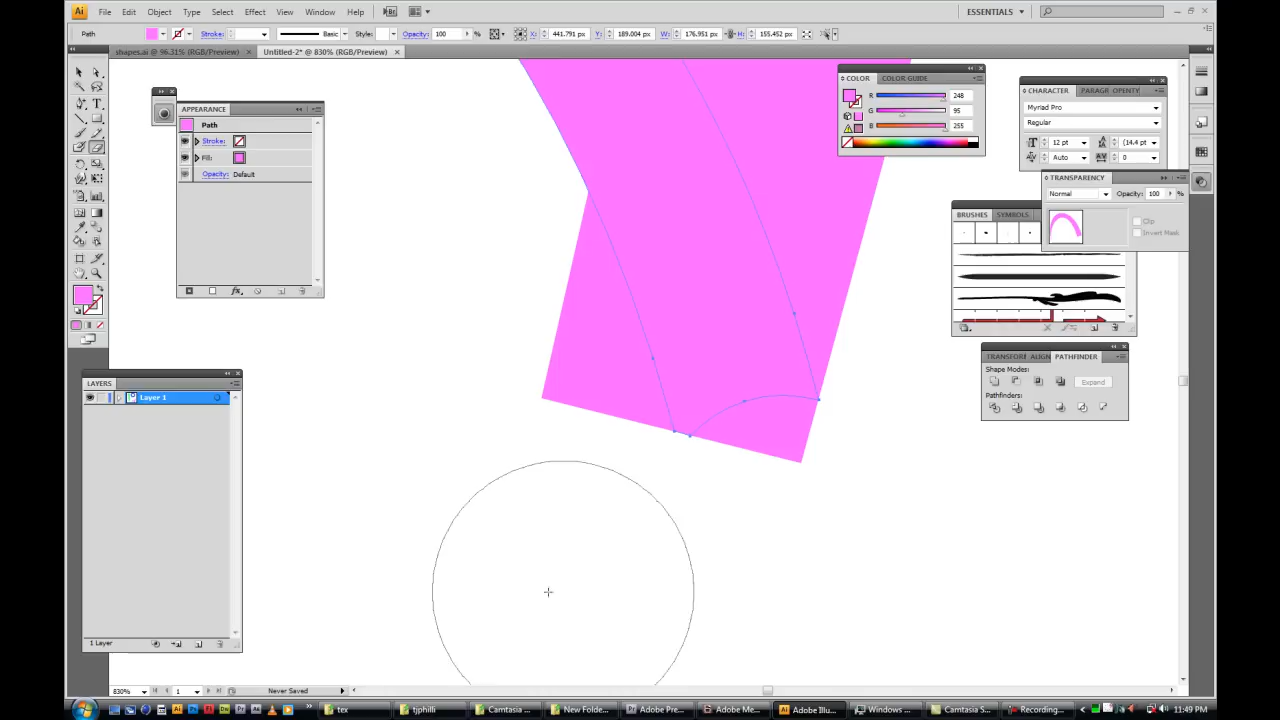 Ai File Edit Object Type Select Effect View Window Help Br ESSENTIALS
Path Stroke: Basic Style: Opacity: 100 % X: 441.791 px Y: 189.004 px W: 176.951 px H: 155.452 px
shapes.ai @ 96.31% (RGB/Preview) Untitled-2* @ 830% (RGB/Preview)
APPEARANCE
Path
Stroke:
Fill:
Opacity: Default
fx
COLOR COLOR GUIDE
R 248
G 95
B 255
CHARACTER PARAGR OPENTY
Myriad Pro
Regular
12 pt (14.4 pt)
Auto 0
TRANSPARENCY
Normal Opacity: 100 %
Clip
Invert Mask
BRUSHES SYMBOLS
TRANSFORM ALIGN PATHFINDER
Shape Modes:
Expand
Pathfinders:
LAYERS
Layer 1
1 Layer
830% 1 Never Saved
tex tjphilli Camtasia ... New Folde... Adobe Pre... Adobe Me... Adobe Illu... Windows ... Camtasia S... Recording... 11:49 PM